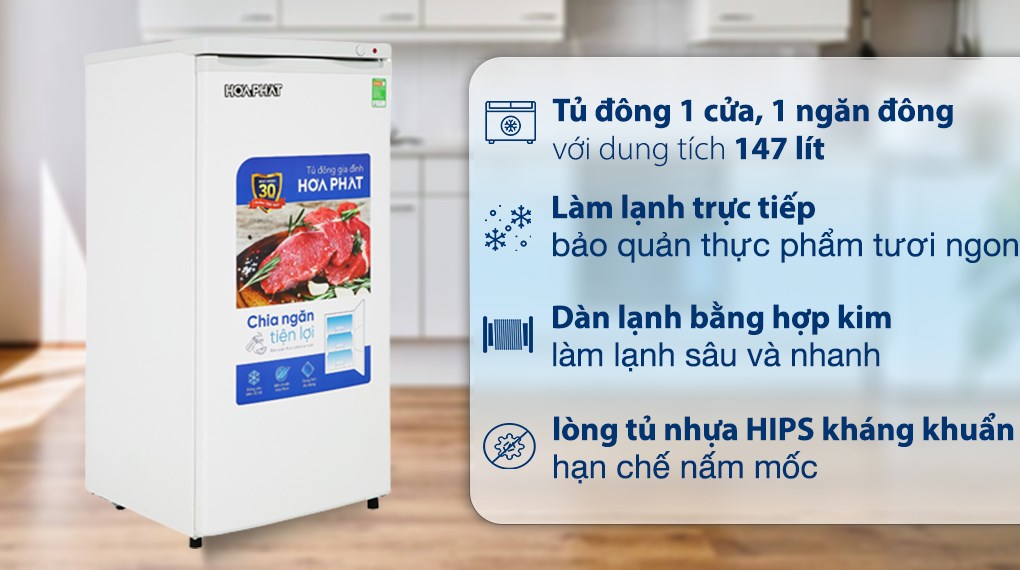 HOAPHAT
Tủ đông gia đình
HOA PHAT
30
Chia ngăn
tiện lợi
Tủ đông 1 cửa, 1 ngăn đông
với dung tích 147 lít
Làm lạnh trực tiếp
bảo quản thực phẩm tươi ngon
Dàn lạnh bằng hợp kim
làm lạnh sâu và nhanh
lòng tủ nhựa HIPS kháng khuẩn
hạn chế nấm mốc